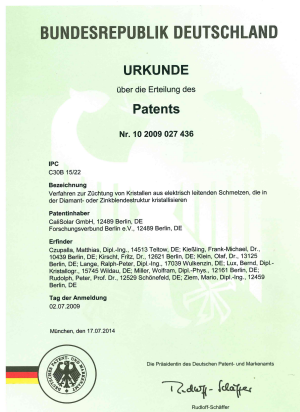 BUNDESREPUBLIK DEUTSCHLAND
URKUNDE
über die Erteilung des
Patents
Nr. 10 2009 027 436
IPC
C30B 15/22
Bezeichnung
Verfahren zur Züchtung von Kristallen aus elektrisch leitenden Schmelzen, die in
der Diamant- oder Zinkblendestruktur kristallisieren
Patentinhaber
CaliSolar GmbH, 12489 Berlin, DE
Forschungsverbund Berlin e.V., 12489 Berlin, DE
Erfinder
Czupalla, Matthias, Dipl.-Ing., 14513 Teltow, DE; Kießling, Frank-Michael, Dr.,
10439 Berlin, DE; Kirscht, Fritz, Dr., 12621 Berlin, DE; Klein, Olaf, Dr., 13125
Berlin, DE; Lange, Ralph-Peter, Dipl.-Ing., 17039 Wulkenzin, DE; Lux, Bernd, Dipl.-
Kristallogr., 15745 Wildau, DE; Miller, Wolfram, Dipl.-Phys., 12161 Berlin, DE;
Rudolph, Peter, Prof. Dr., 12529 Schönefeld, DE; Ziem, Mario, Dipl.-Ing., 12459
Berlin, DE
Tag der Anmeldung
02.07.2009
München, den 17.07.2014
Die Präsidentin des Deutschen Patent- und Markenamts
Rudloff-Schäffer
Rudloff-Schäffer